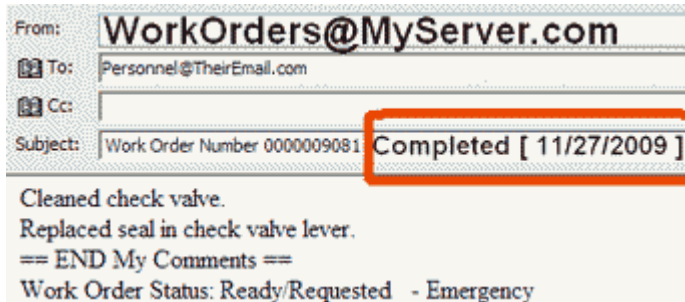 From: WorkOrders@MyServer.com
To: Personnel@TheirEmail.com
Cc:
Subject: Work Order Number 0000009081 Completed [ 11/27/2009 ]
Cleaned check valve.
Replaced seal in check valve lever.
== END My Comments ==
Work Order Status: Ready/Requested - Emergency